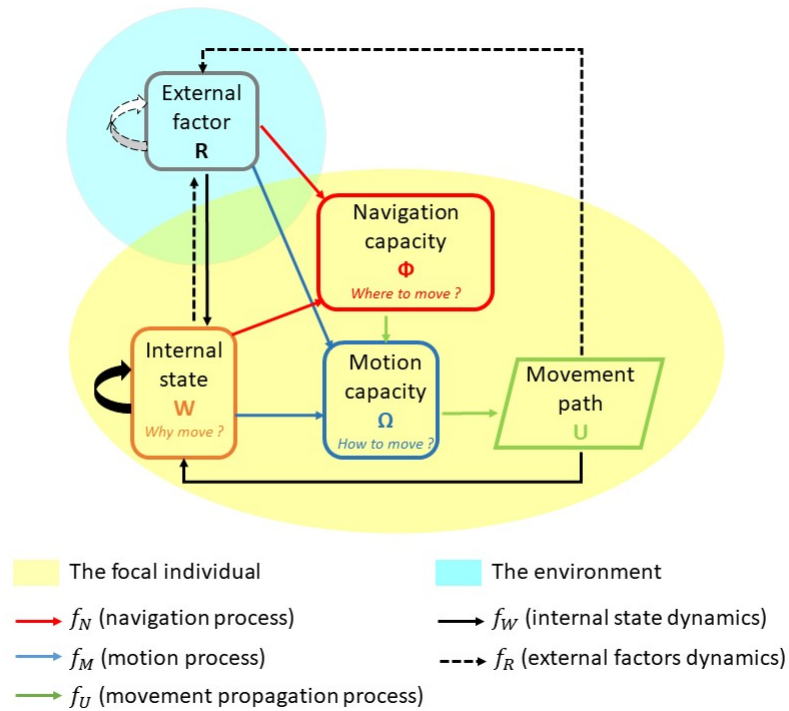 External
factor
R
Navigation
capacity
Φ
Where to move ?
Internal
state
W
Why move ?
Motion
capacity
Ω
How to move ?
Movement
path
U
The focal individual
The environment
f_N (navigation process)
f_W (internal state dynamics)
f_M (motion process)
f_R (external factors dynamics)
f_U (movement propagation process)